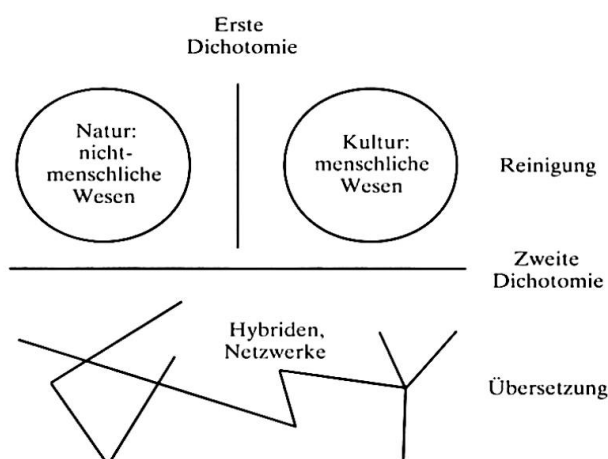 Erste
Dichotomie
Natur:
nicht-
menschliche
Wesen
Kultur:
menschliche
Wesen
Reinigung
Zweite
Dichotomie
Hybriden,
Netzwerke
Übersetzung